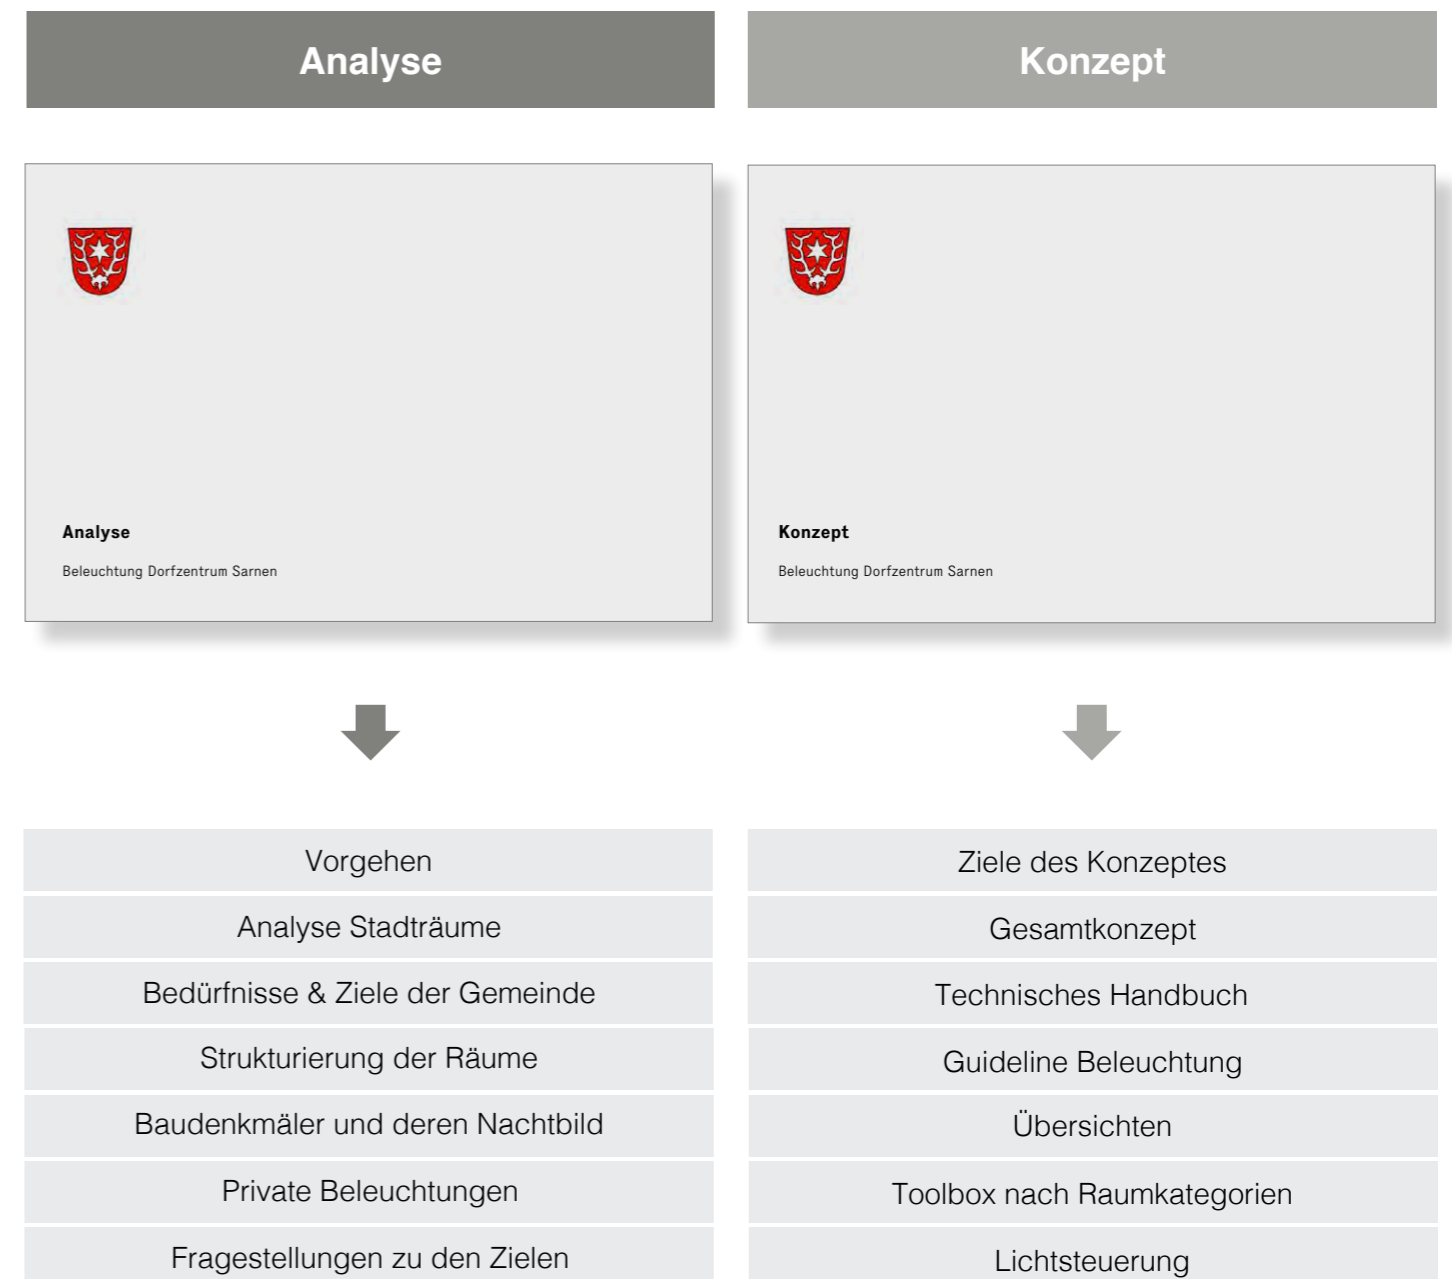 Analyse
Konzept
Analyse
Beleuchtung Dorfzentrum Sarnen
Konzept
Beleuchtung Dorfzentrum Sarnen
Vorgehen
Analyse Stadträume
Bedürfnisse & Ziele der Gemeinde
Strukturierung der Räume
Baudenkmäler und deren Nachtbild
Private Beleuchtungen
Fragestellungen zu den Zielen
Ziele des Konzeptes
Gesamtkonzept
Technisches Handbuch
Guideline Beleuchtung
Übersichten
Toolbox nach Raumkategorien
Lichtsteuerung